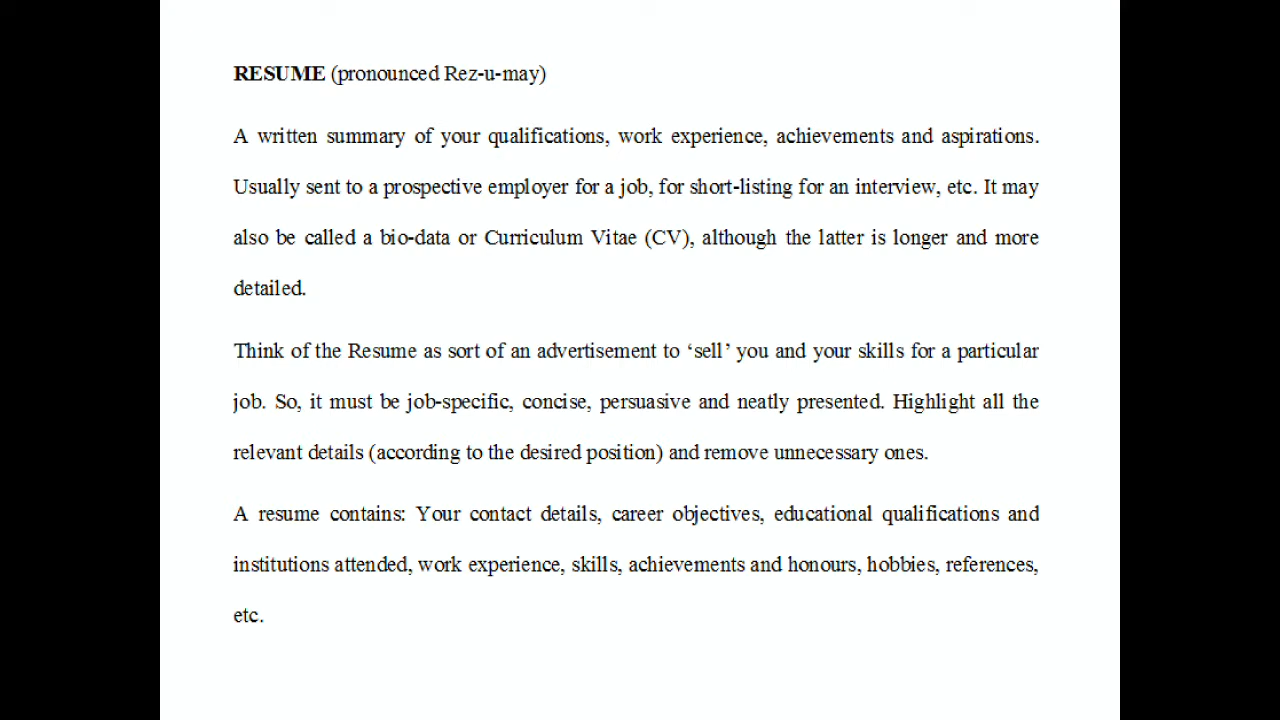 RESUME (pronounced Rez-u-may)
A written summary of your qualifications, work experience, achievements and aspirations.
Usually sent to a prospective employer for a job, for short-listing for an interview, etc. It may
also be called a bio-data or Curriculum Vitae (CV), although the latter is longer and more
detailed.
Think of the Resume as sort of an advertisement to ‘sell’ you and your skills for a particular
job. So, it must be job-specific, concise, persuasive and neatly presented. Highlight all the
relevant details (according to the desired position) and remove unnecessary ones.
A resume contains: Your contact details, career objectives, educational qualifications and
institutions attended, work experience, skills, achievements and honours, hobbies, references,
etc.